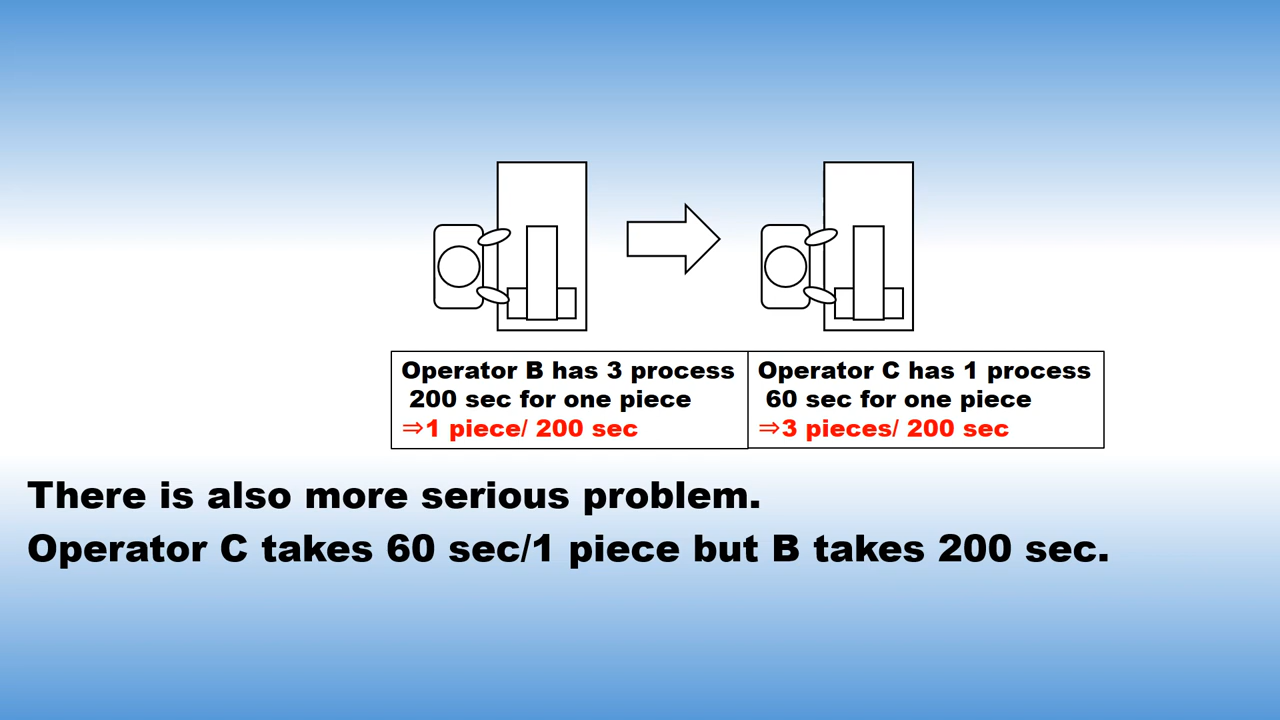 Operator B has 3 process
200 sec for one piece
⇒1 piece/ 200 sec
Operator C has 1 process
60 sec for one piece
⇒3 pieces/ 200 sec
There is also more serious problem.
Operator C takes 60 sec/1 piece but B takes 200 sec.